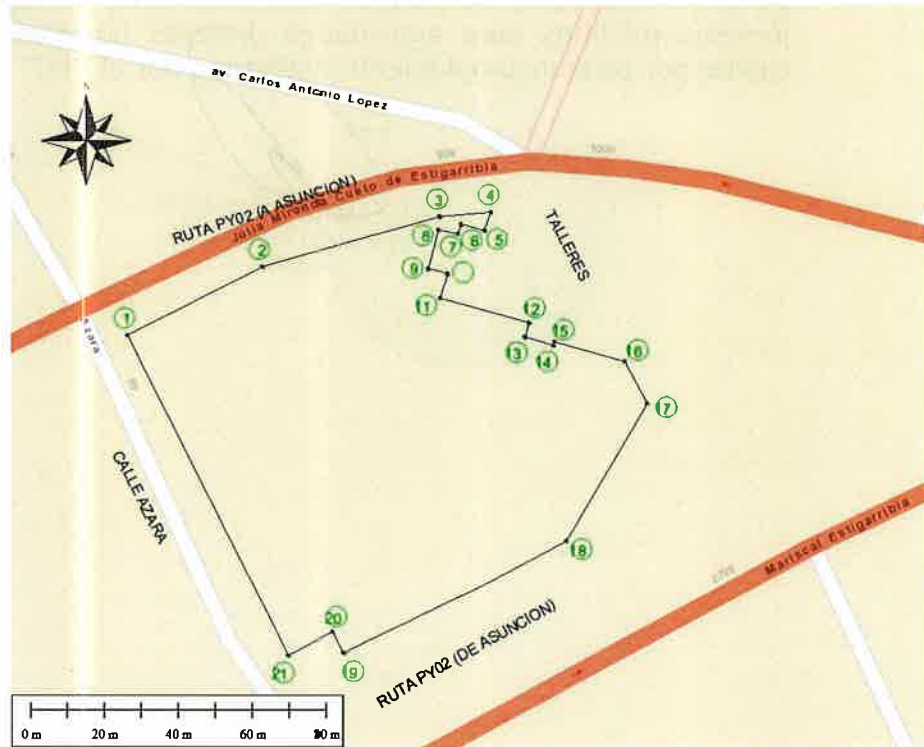 av. Carlos Antonio Lopez
N
1000
RUTA PY02 (A ASUNCION)
Julia Miranda Cueto de Estigarribia
TALLERES
3
4
2
8
7
6
5
9
11
12
1
13
15
14
16
17
Azara
CALLE AZARA
18
Mariscal Estigarribia
20
21
19
RUTA PY02 (DE ASUNCION)
0 m
20 m
40 m
60 m